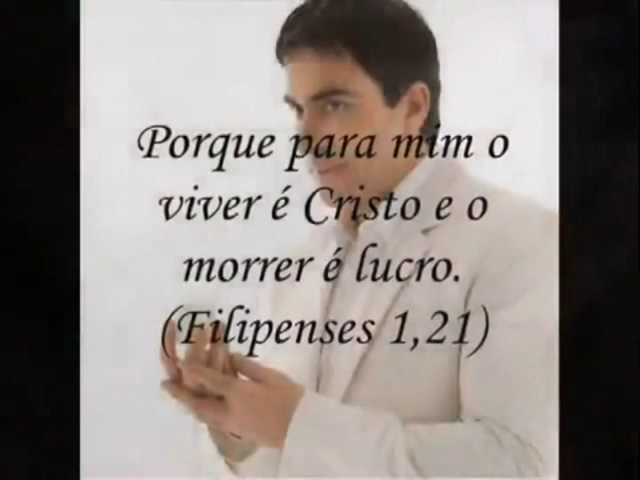 Porque para mim o
viver é Cristo e o
morrer é lucro.
(Filipenses 1,21)